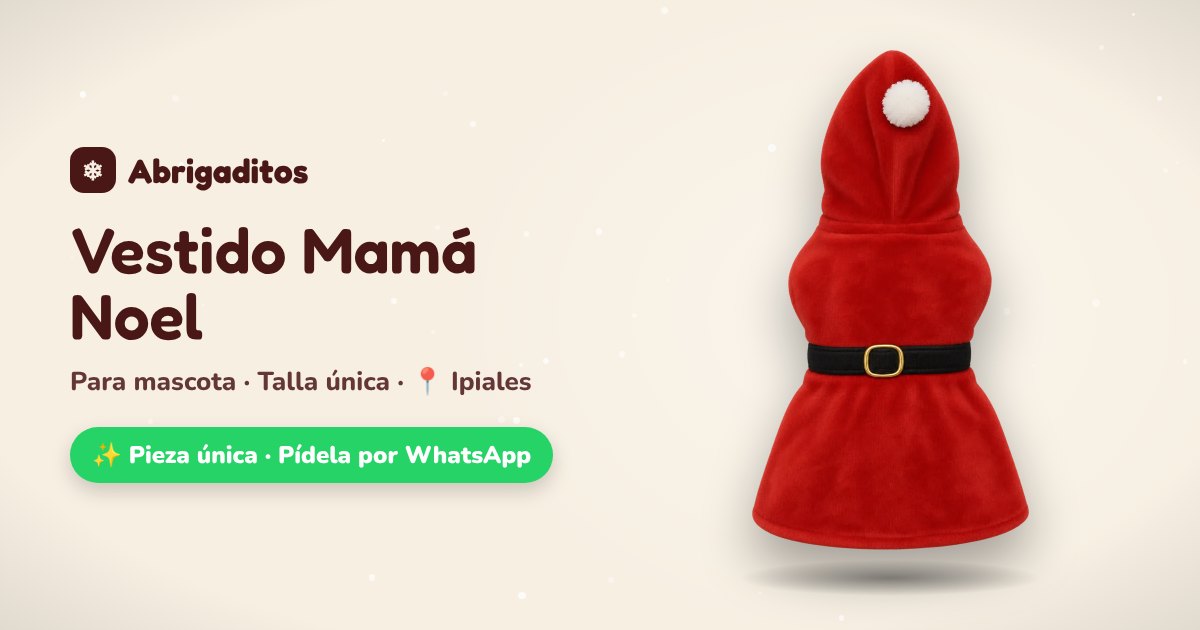 Abrigaditos
Vestido Mamá
Noel
Para mascota · Talla única · 📍 Ipiales
✨ Pieza única · Pídela por WhatsApp